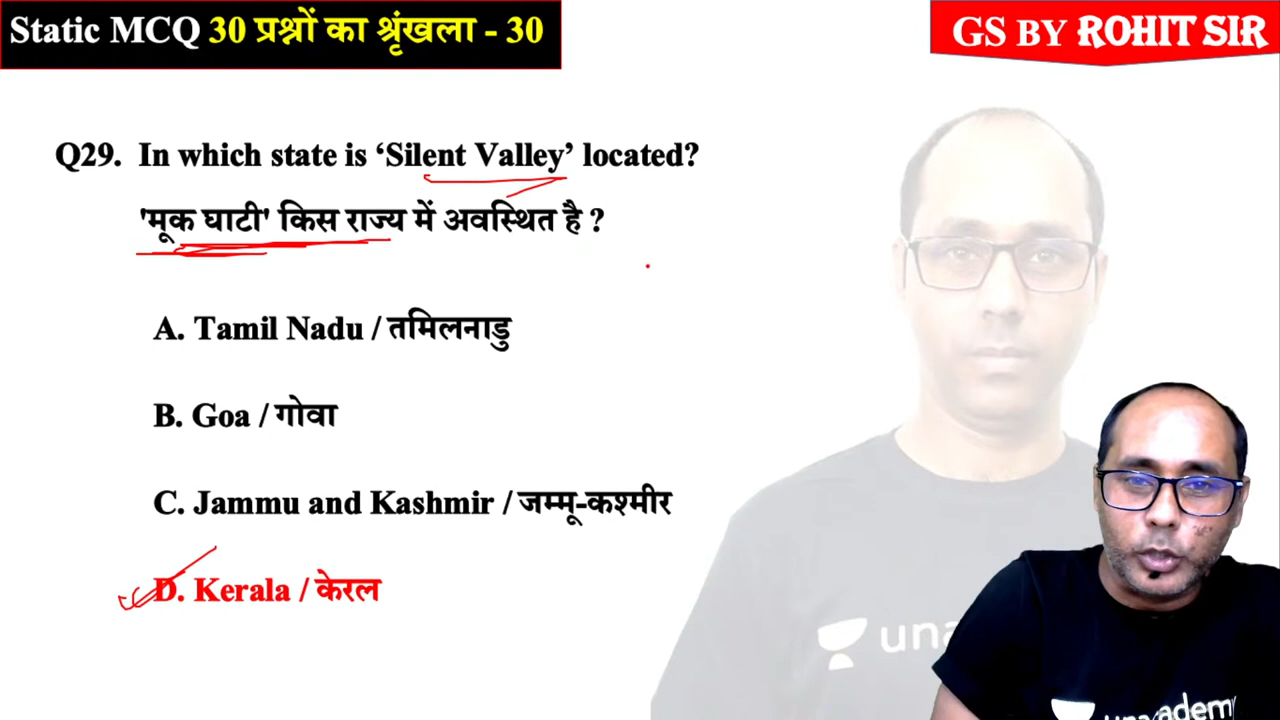 Static MCQ 30 प्रश्नों का श्रृंखला - 30
GS BY ROHIT SIR
Q29. In which state is ‘Silent Valley’ located?
'मूक घाटी' किस राज्य में अवस्थित है ?
A. Tamil Nadu / तमिलनाडु
B. Goa / गोवा
C. Jammu and Kashmir / जम्मू-कश्मीर
D. Kerala / केरल